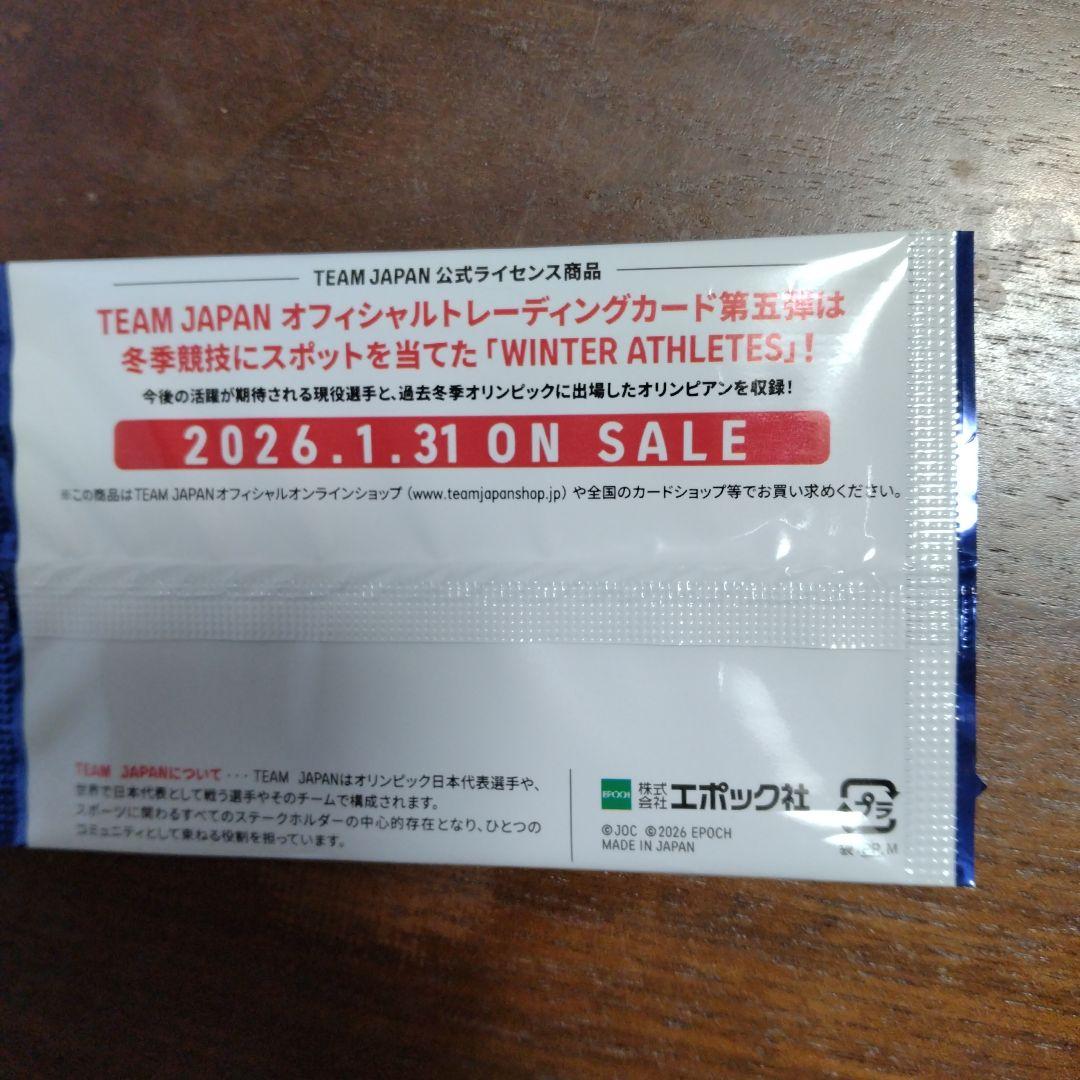 TEAM JAPAN 公式ライセンス商品
TEAM JAPAN オフィシャルトレーディングカード第五弾は
冬季競技にスポットを当てた「WINTER ATHLETES」！
今後の活躍が期待される現役選手と、過去冬季オリンピックに出場したオリンピアンを収録！
2026.1.31 ON SALE
※この商品はTEAM JAPANオフィシャルオンラインショップ（www.teamjapanshop.jp）や全国のカードショップ等でお買い求めください。
TEAM JAPANについて・・・TEAM JAPANはオリンピック日本代表選手や、
世界で日本代表として戦う選手やそのチームで構成されます。
スポーツに関わるすべてのステークホルダーの中心的存在となり、ひとつの
コミュニティとして束ねる役割を担っています。
EPOCH 株式会社エポック社
©JOC ©2026 EPOCH
MADE IN JAPAN
プラ
袋:PP,M